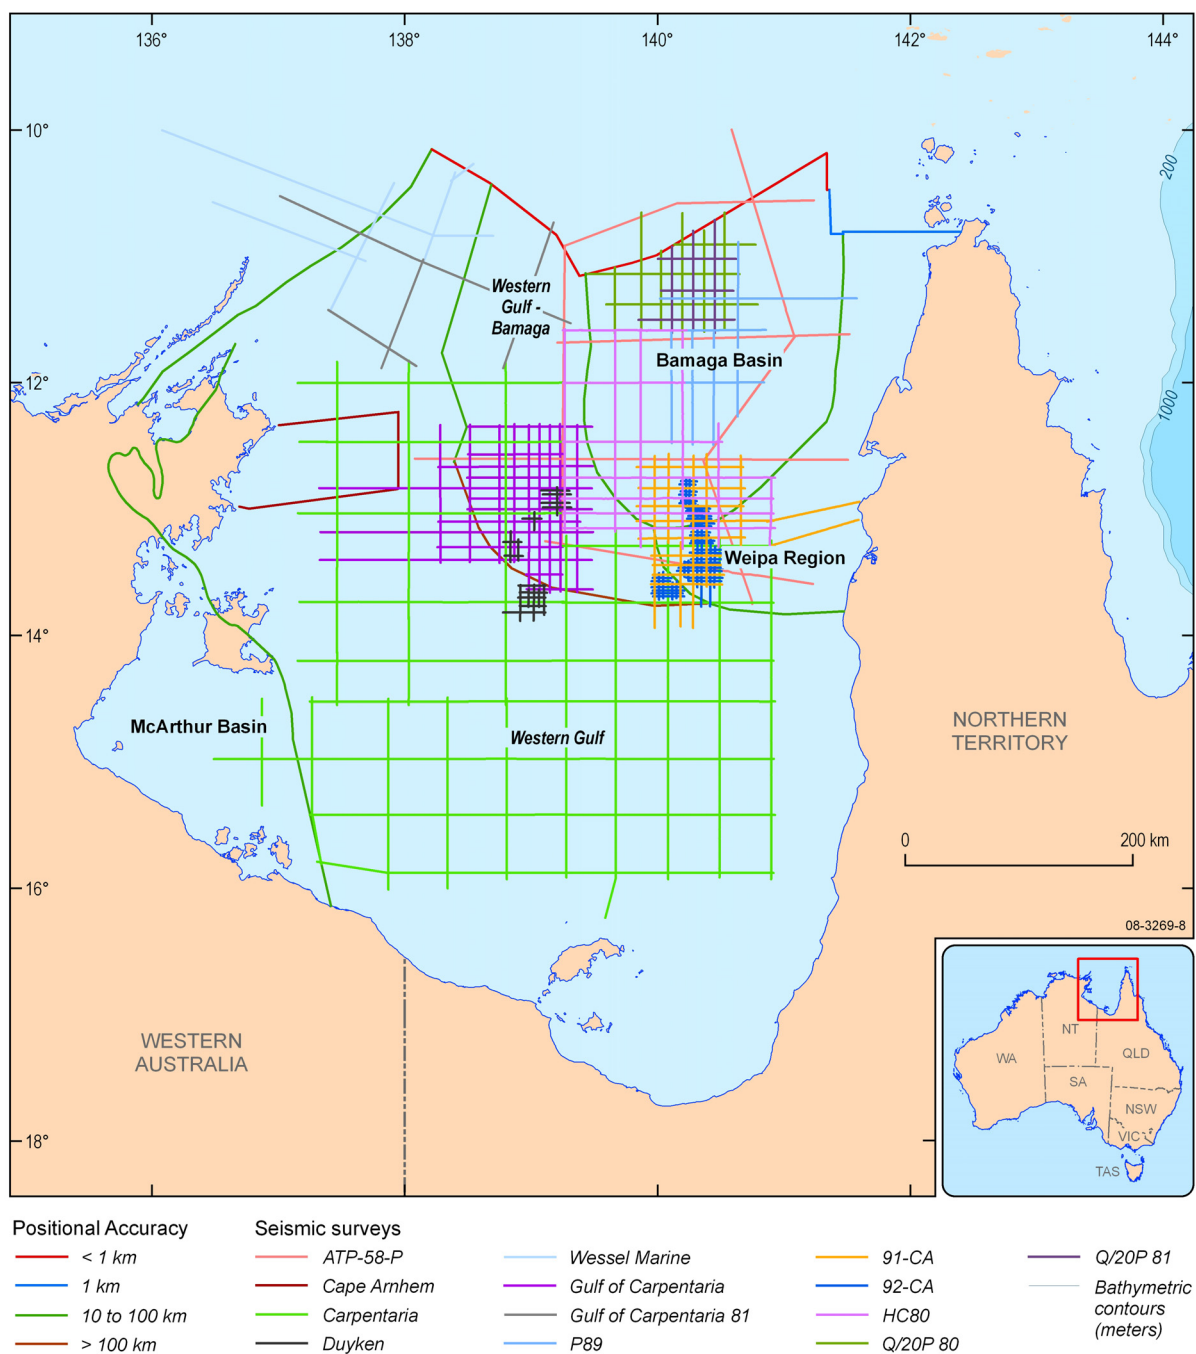 136°
138°
140°
142°
144°
10°
12°
14°
16°
18°
200
1000
Western
Gulf -
Bamaga
Bamaga Basin
Weipa Region
McArthur Basin
Western Gulf
NORTHERN
TERRITORY
0
200 km
08-3269-8
WESTERN
AUSTRALIA
WA
NT
QLD
SA
NSW
VIC
TAS
Positional Accuracy
< 1 km
1 km
10 to 100 km
> 100 km
Seismic surveys
ATP-58-P
Cape Arnhem
Carpentaria
Duyken
Wessel Marine
Gulf of Carpentaria
Gulf of Carpentaria 81
P89
91-CA
92-CA
HC80
Q/20P 80
Q/20P 81
Bathymetric
contours
(meters)